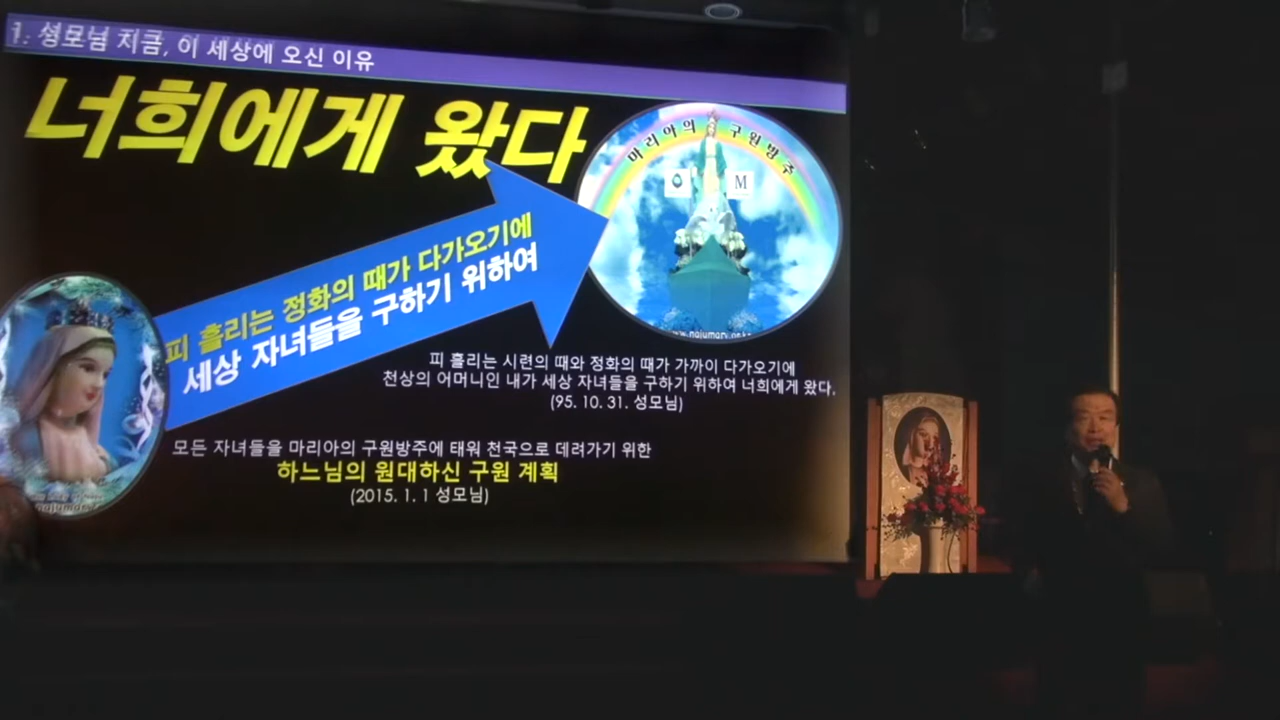 1. 성모님 지금, 이 세상에 오신 이유
너희에게 왔다
마리아의 구원방주
M
피 흘리는 정화의 때가 다가오기에
세상 자녀들을 구하기 위하여
피 흘리는 시련의 때와 정화의 때가 가까이 다가오기에
천상의 어머니인 내가 세상 자녀들을 구하기 위하여 너희에게 왔다.
(95. 10. 31. 성모님)
모든 자녀들을 마리아의 구원방주에 태워 천국으로 데려가기 위한
하느님의 원대하신 구원 계획
(2015. 1. 1 성모님)